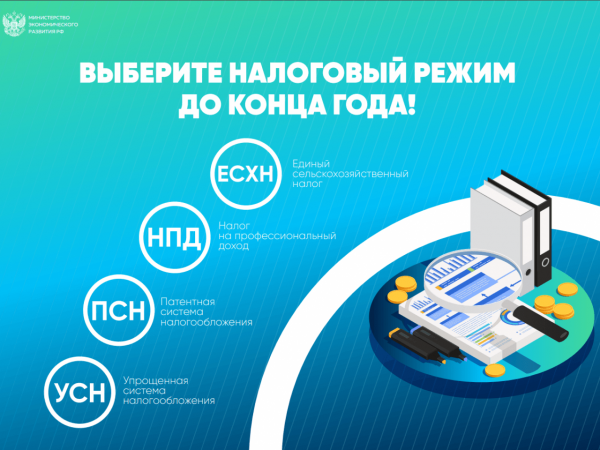 МИНИСТЕРСТВО
ЭКОНОМИЧЕСКОГО
РАЗВИТИЯ РФ
ВЫБЕРИТЕ НАЛОГОВЫЙ РЕЖИМ
ДО КОНЦА ГОДА!
ЕСХН
Единый
сельскохозяйственный
налог
НПД
Налог
на профессиональный
доход
ПСН
Патентная
система
налогообложения
УСН
Упрощенная
система
налогообложения